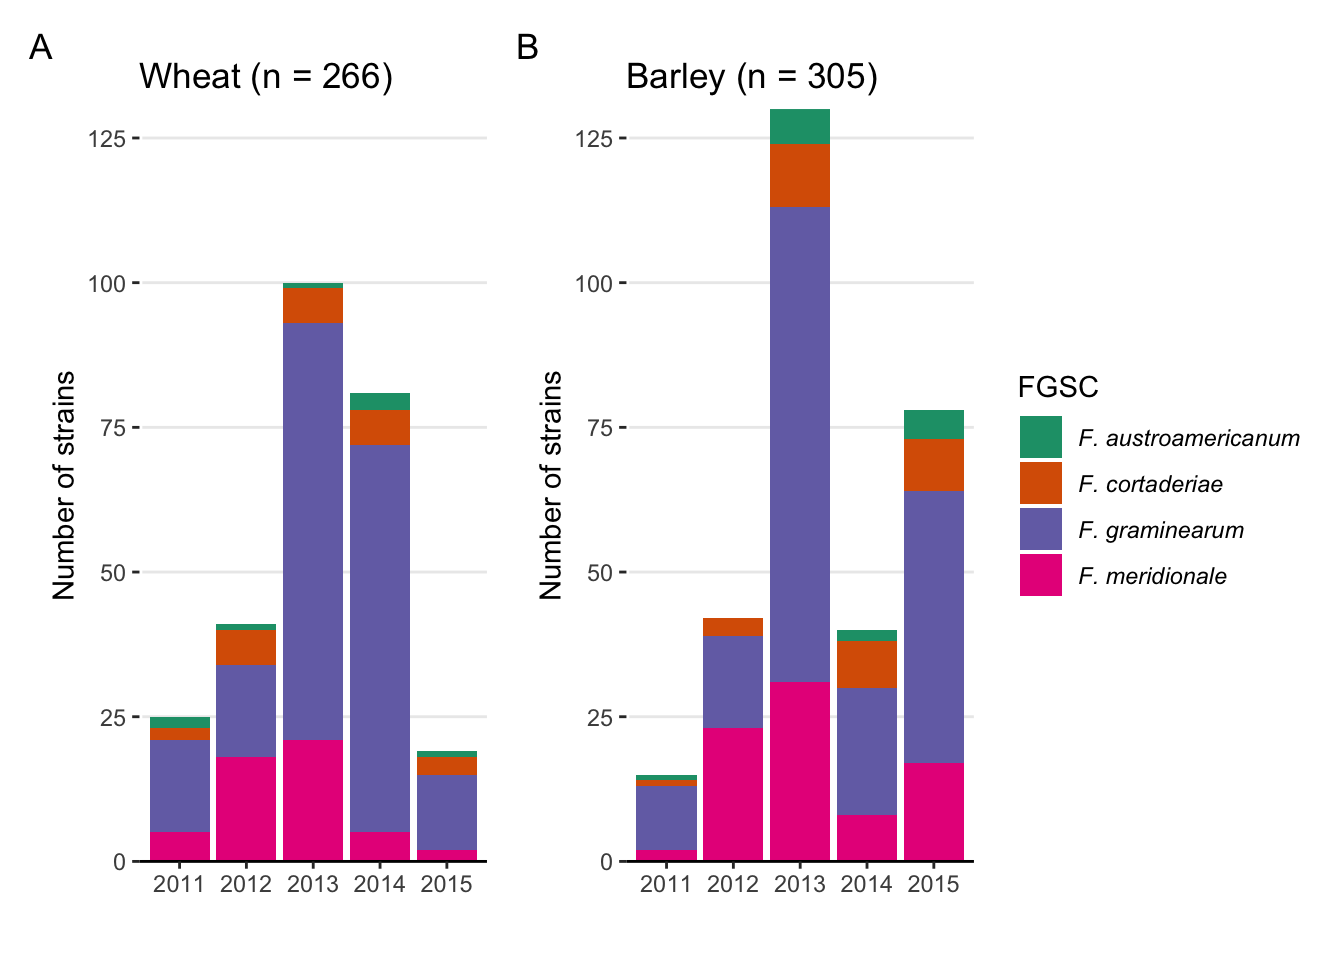 A
Wheat (n = 266)
Number of strains
125
100
75
50
25
0
2011 2012 2013 2014 2015
B
Barley (n = 305)
Number of strains
125
100
75
50
25
0
2011 2012 2013 2014 2015
FGSC
F. austroamericanum
F. cortaderiae
F. graminearum
F. meridionale